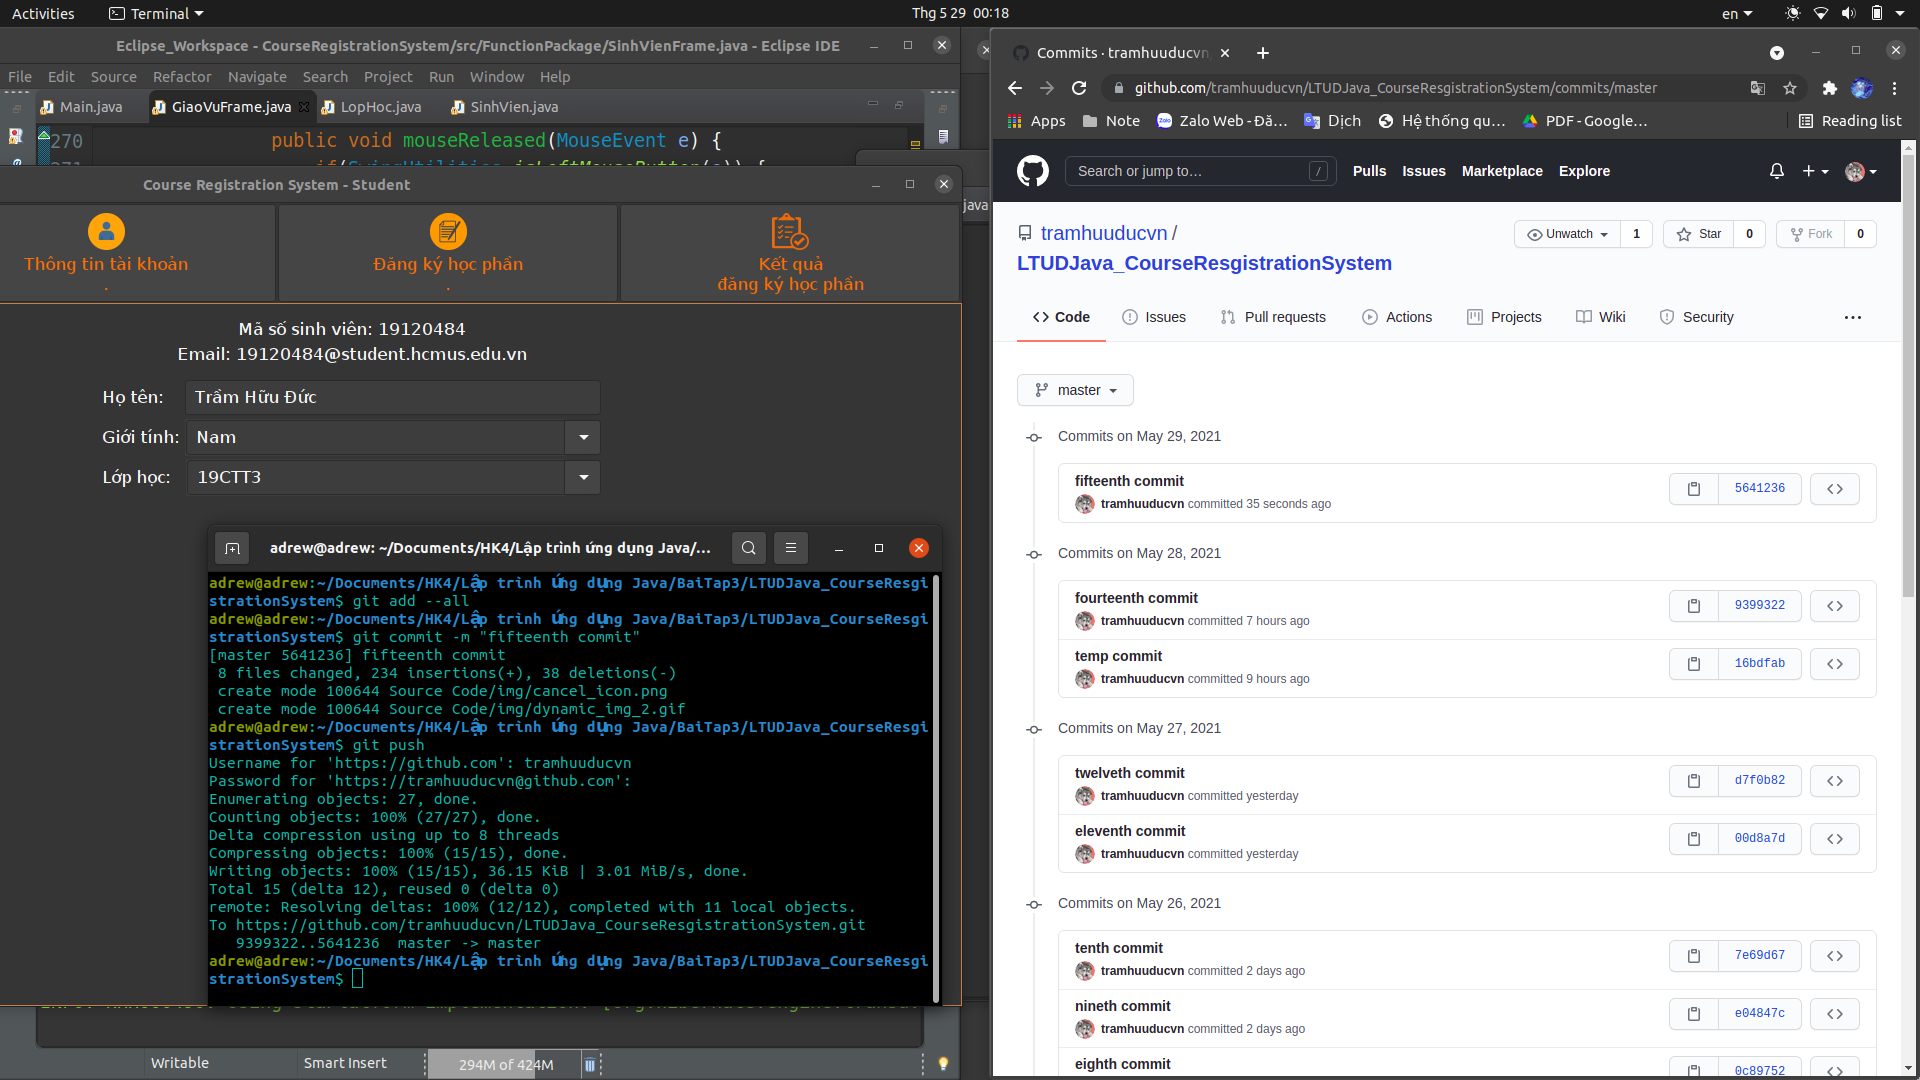 Activities
Terminal
Thg 5 29 00:18
en
Eclipse_Workspace - CourseRegistrationSystem/src/FunctionPackage/SinhVienFrame.java - Eclipse IDE
File Edit Source Refactor Navigate Search Project Run Window Help
Main.java
GiaoVuFrame.java
LopHoc.java
SinhVien.java
270 public void mouseReleased(MouseEvent e) {
Course Registration System - Student
java
Thông tin tài khoản
.
Đăng ký học phần
.
Kết quả
đăng ký học phần
Mã số sinh viên: 19120484
Email: 19120484@student.hcmus.edu.vn
Họ tên: Trầm Hữu Đức
Giới tính: Nam
Lớp học: 19CTT3
adrew@adrew: ~/Documents/HK4/Lập trình ứng dụng Java/...
adrew@adrew:~/Documents/HK4/Lập trình ứng dụng Java/BaiTap3/LTUDJava_CourseResgi
strationSystem$ git add --all
adrew@adrew:~/Documents/HK4/Lập trình ứng dụng Java/BaiTap3/LTUDJava_CourseResgi
strationSystem$ git commit -m "fifteenth commit"
[master 5641236] fifteenth commit
8 files changed, 234 insertions(+), 38 deletions(-)
create mode 100644 Source Code/img/cancel_icon.png
create mode 100644 Source Code/img/dynamic_img_2.gif
adrew@adrew:~/Documents/HK4/Lập trình ứng dụng Java/BaiTap3/LTUDJava_CourseResgi
strationSystem$ git push
Username for 'https://github.com': tramhuuducvn
Password for 'https://tramhuuducvn@github.com':
Enumerating objects: 27, done.
Counting objects: 100% (27/27), done.
Delta compression using up to 8 threads
Compressing objects: 100% (15/15), done.
Writing objects: 100% (15/15), 36.15 KiB | 3.01 MiB/s, done.
Total 15 (delta 12), reused 0 (delta 0)
remote: Resolving deltas: 100% (12/12), completed with 11 local objects.
To https://github.com/tramhuuducvn/LTUDJava_CourseResgistrationSystem.git
9399322..5641236 master -> master
adrew@adrew:~/Documents/HK4/Lập trình ứng dụng Java/BaiTap3/LTUDJava_CourseResgi
strationSystem$
Writable
Smart Insert
294M of 424M
Commits · tramhuuducvn
github.com/tramhuuducvn/LTUDJava_CourseResgistrationSystem/commits/master
Apps
Note
Zalo Web - Đă...
Dịch
Hệ thống qu...
PDF - Google...
Reading list
Search or jump to...
/
Pulls Issues Marketplace Explore
tramhuuducvn /
LTUDJava_CourseResgistrationSystem
Unwatch 1
Star 0
Fork 0
Code
Issues
Pull requests
Actions
Projects
Wiki
Security
...
master
Commits on May 29, 2021
fifteenth commit
tramhuuducvn committed 35 seconds ago
5641236
Commits on May 28, 2021
fourteenth commit
tramhuuducvn committed 7 hours ago
9399322
temp commit
tramhuuducvn committed 9 hours ago
16bdfab
Commits on May 27, 2021
twelveth commit
tramhuuducvn committed yesterday
d7f0b82
eleventh commit
tramhuuducvn committed yesterday
00d8a7d
Commits on May 26, 2021
tenth commit
tramhuuducvn committed 2 days ago
7e69d67
nineth commit
tramhuuducvn committed 2 days ago
e04847c
eighth commit
0c89752